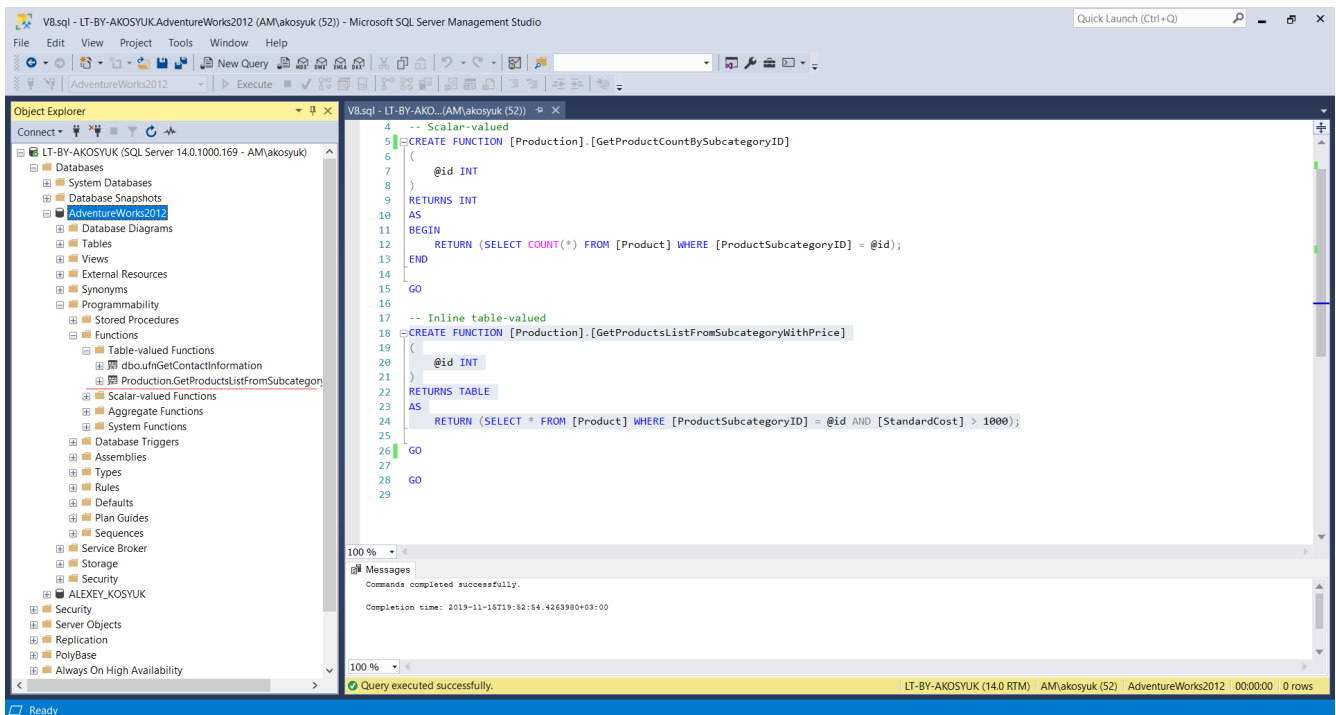 V8.sql - LT-BY-AKOSYUK.AdventureWorks2012 (AM\akosyuk (52)) - Microsoft SQL Server Management Studio
Quick Launch (Ctrl+Q)
File Edit View Project Tools Window Help
New Query
AdventureWorks2012 Execute
Object Explorer
Connect
LT-BY-AKOSYUK (SQL Server 14.0.1000.169 - AM\akosyuk)
Databases
System Databases
Database Snapshots
AdventureWorks2012
Database Diagrams
Tables
Views
External Resources
Synonyms
Programmability
Stored Procedures
Functions
Table-valued Functions
dbo.ufnGetContactInformation
Production.GetProductsListFromSubcategory
Scalar-valued Functions
Aggregate Functions
System Functions
Database Triggers
Assemblies
Types
Rules
Defaults
Plan Guides
Sequences
Service Broker
Storage
Security
ALEXEY_KOSYUK
Security
Server Objects
Replication
PolyBase
Always On High Availability
V8.sql - LT-BY-AKO...(AM\akosyuk (52))
4 -- Scalar-valued
5 CREATE FUNCTION [Production].[GetProductCountBySubcategoryID]
6 (
7 @id INT
8 )
9 RETURNS INT
10 AS
11 BEGIN
12 RETURN (SELECT COUNT(*) FROM [Product] WHERE [ProductSubcategoryID] = @id);
13 END
14
15 GO
16
17 -- Inline table-valued
18 CREATE FUNCTION [Production].[GetProductsListFromSubcategoryWithPrice]
19 (
20 @id INT
21 )
22 RETURNS TABLE
23 AS
24 RETURN (SELECT * FROM [Product] WHERE [ProductSubcategoryID] = @id AND [StandardCost] > 1000);
25
26 GO
27
28 GO
29
100 %
Messages
Commands completed successfully.
Completion time: 2019-11-15T19:52:54.4263980+03:00
100 %
Query executed successfully. LT-BY-AKOSYUK (14.0 RTM) AM\akosyuk (52) AdventureWorks2012 00:00:00 0 rows
Ready